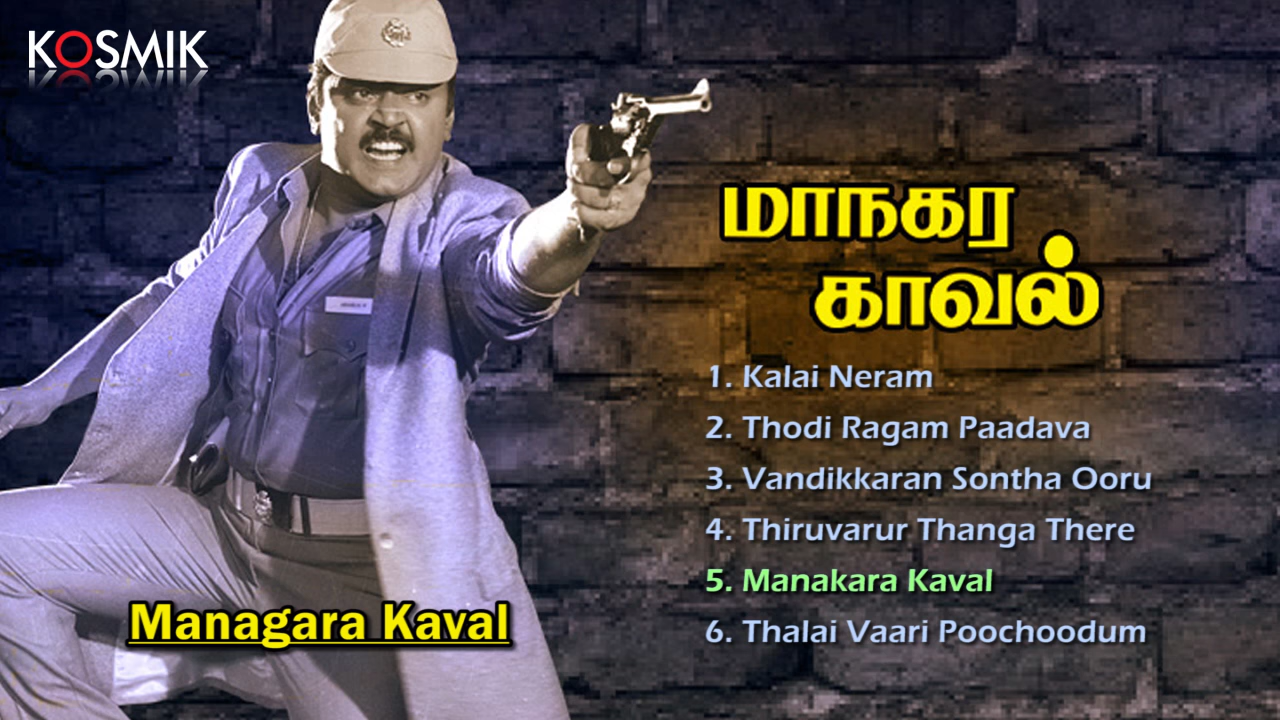 KOSMIK
மாநகர
காவல்
1. Kalai Neram
2. Thodi Ragam Paadava
3. Vandikkaran Sontha Ooru
4. Thiruvarur Thanga There
5. Manakara Kaval
6. Thalai Vaari Poochoodum
Managara Kaval